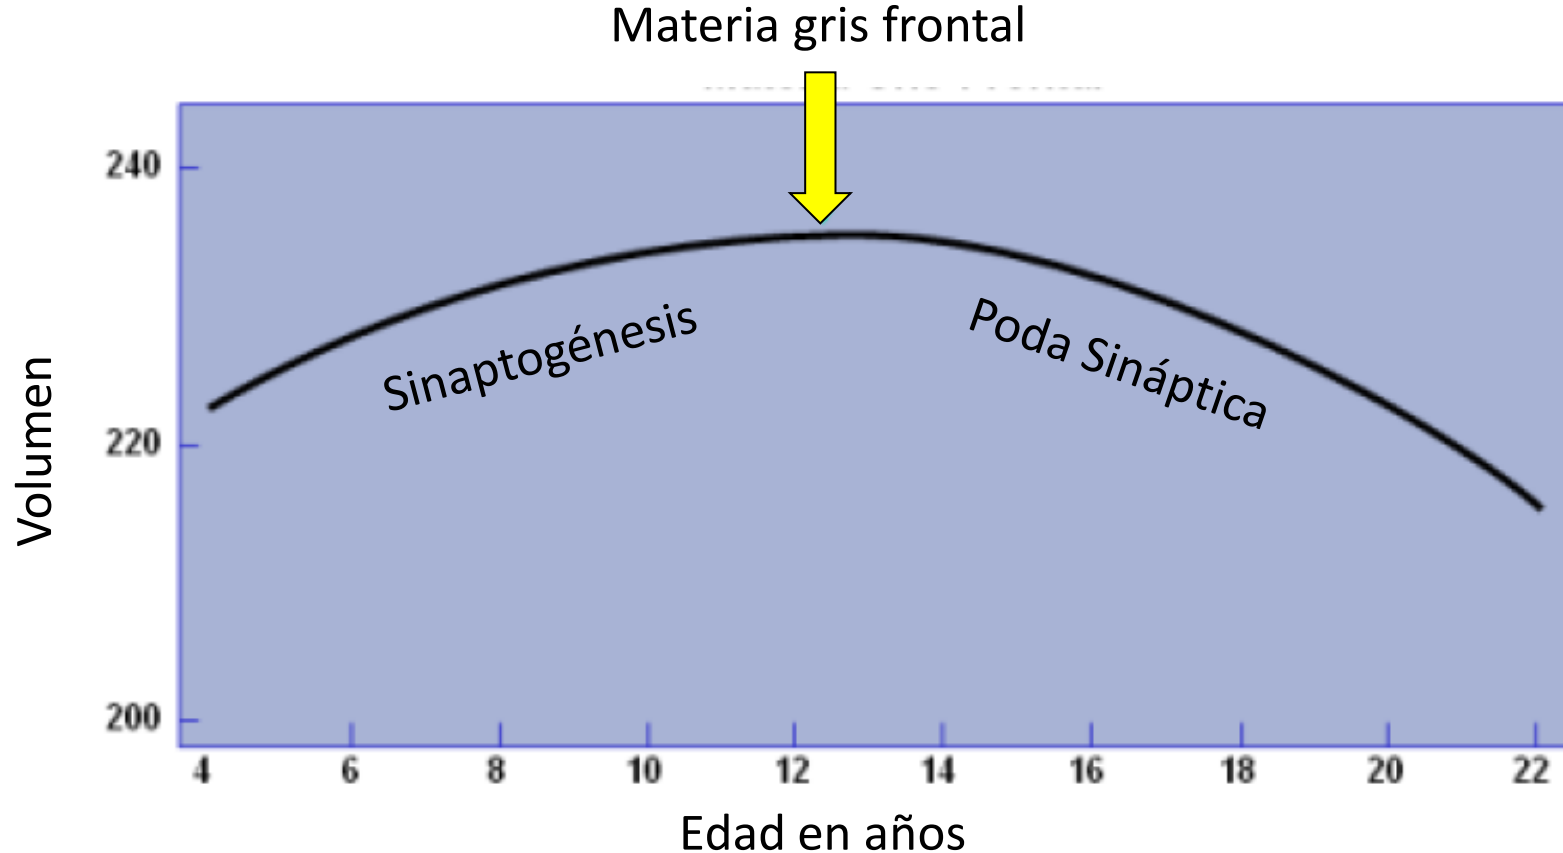 Materia gris frontal
240
220
200
Volumen
Sinaptogénesis
Poda Sináptica
4 6 8 10 12 14 16 18 20 22
Edad en años